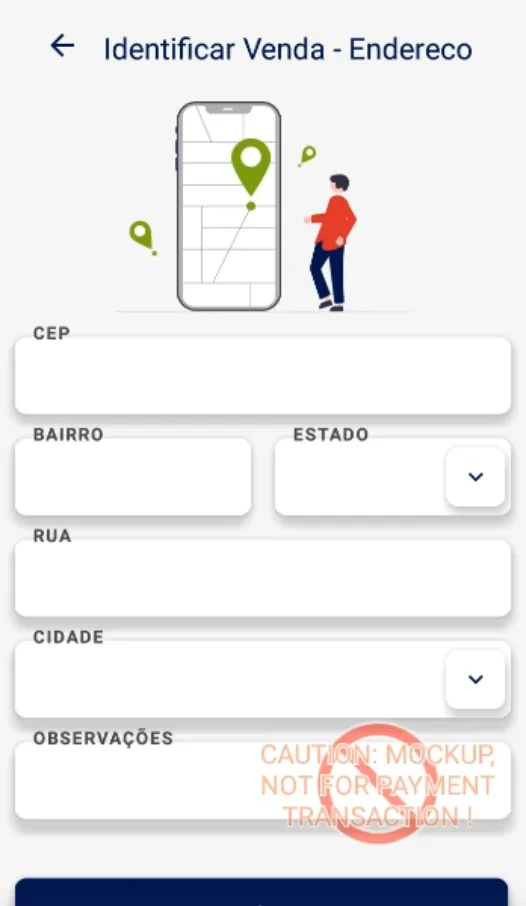 Identificar Venda - Endereco
CEP
BAIRRO
ESTADO
RUA
CIDADE
OBSERVAÇÕES
CAUTION: MOCKUP,
NOT FOR PAYMENT
TRANSACTION !